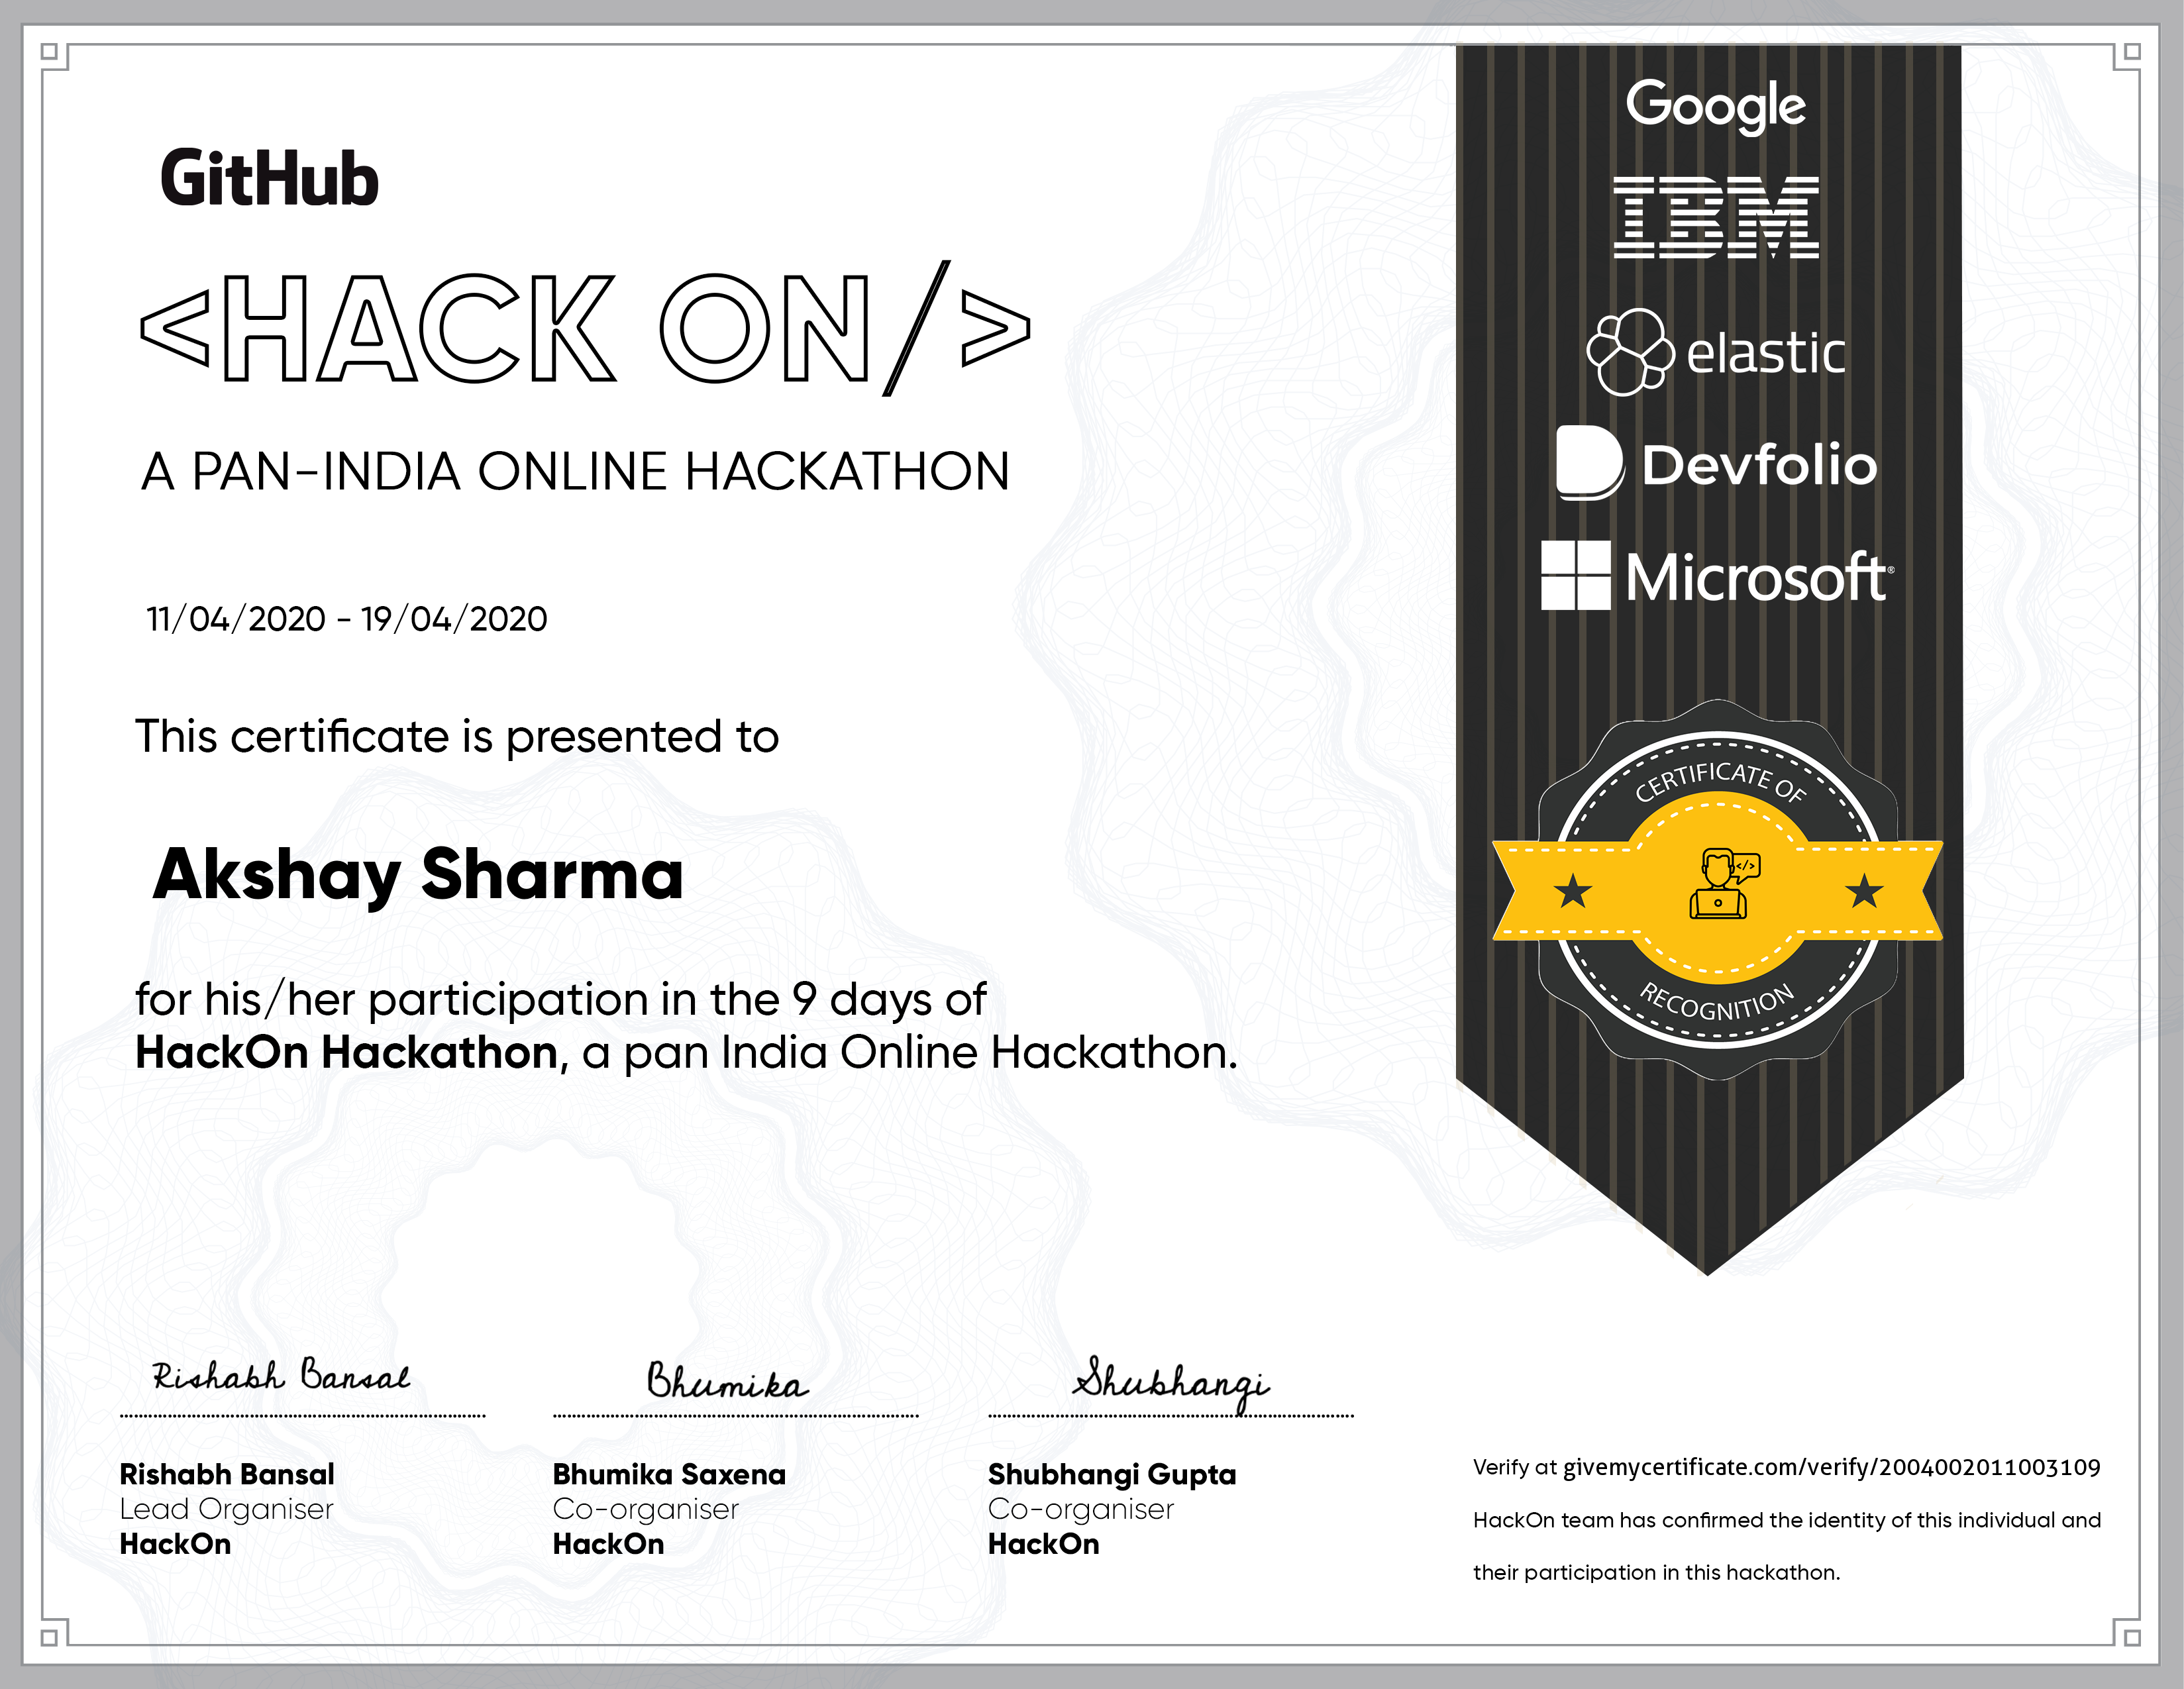 GitHub
<HACK ON/>
A PAN-INDIA ONLINE HACKATHON
11/04/2020 - 19/04/2020
This certificate is presented to
Akshay Sharma
for his/her participation in the 9 days of
HackOn Hackathon, a pan India Online Hackathon.
Google
IBM
elastic
Devfolio
Microsoft®
CERTIFICATE OF
</>
RECOGNITION
Rishabh Bansal
Rishabh Bansal
Lead Organiser
HackOn
Bhumika
Bhumika Saxena
Co-organiser
HackOn
Shubhangi
Shubhangi Gupta
Co-organiser
HackOn
Verify at givemycertificate.com/verify/2004002011003109
HackOn team has confirmed the identity of this individual and
their participation in this hackathon.